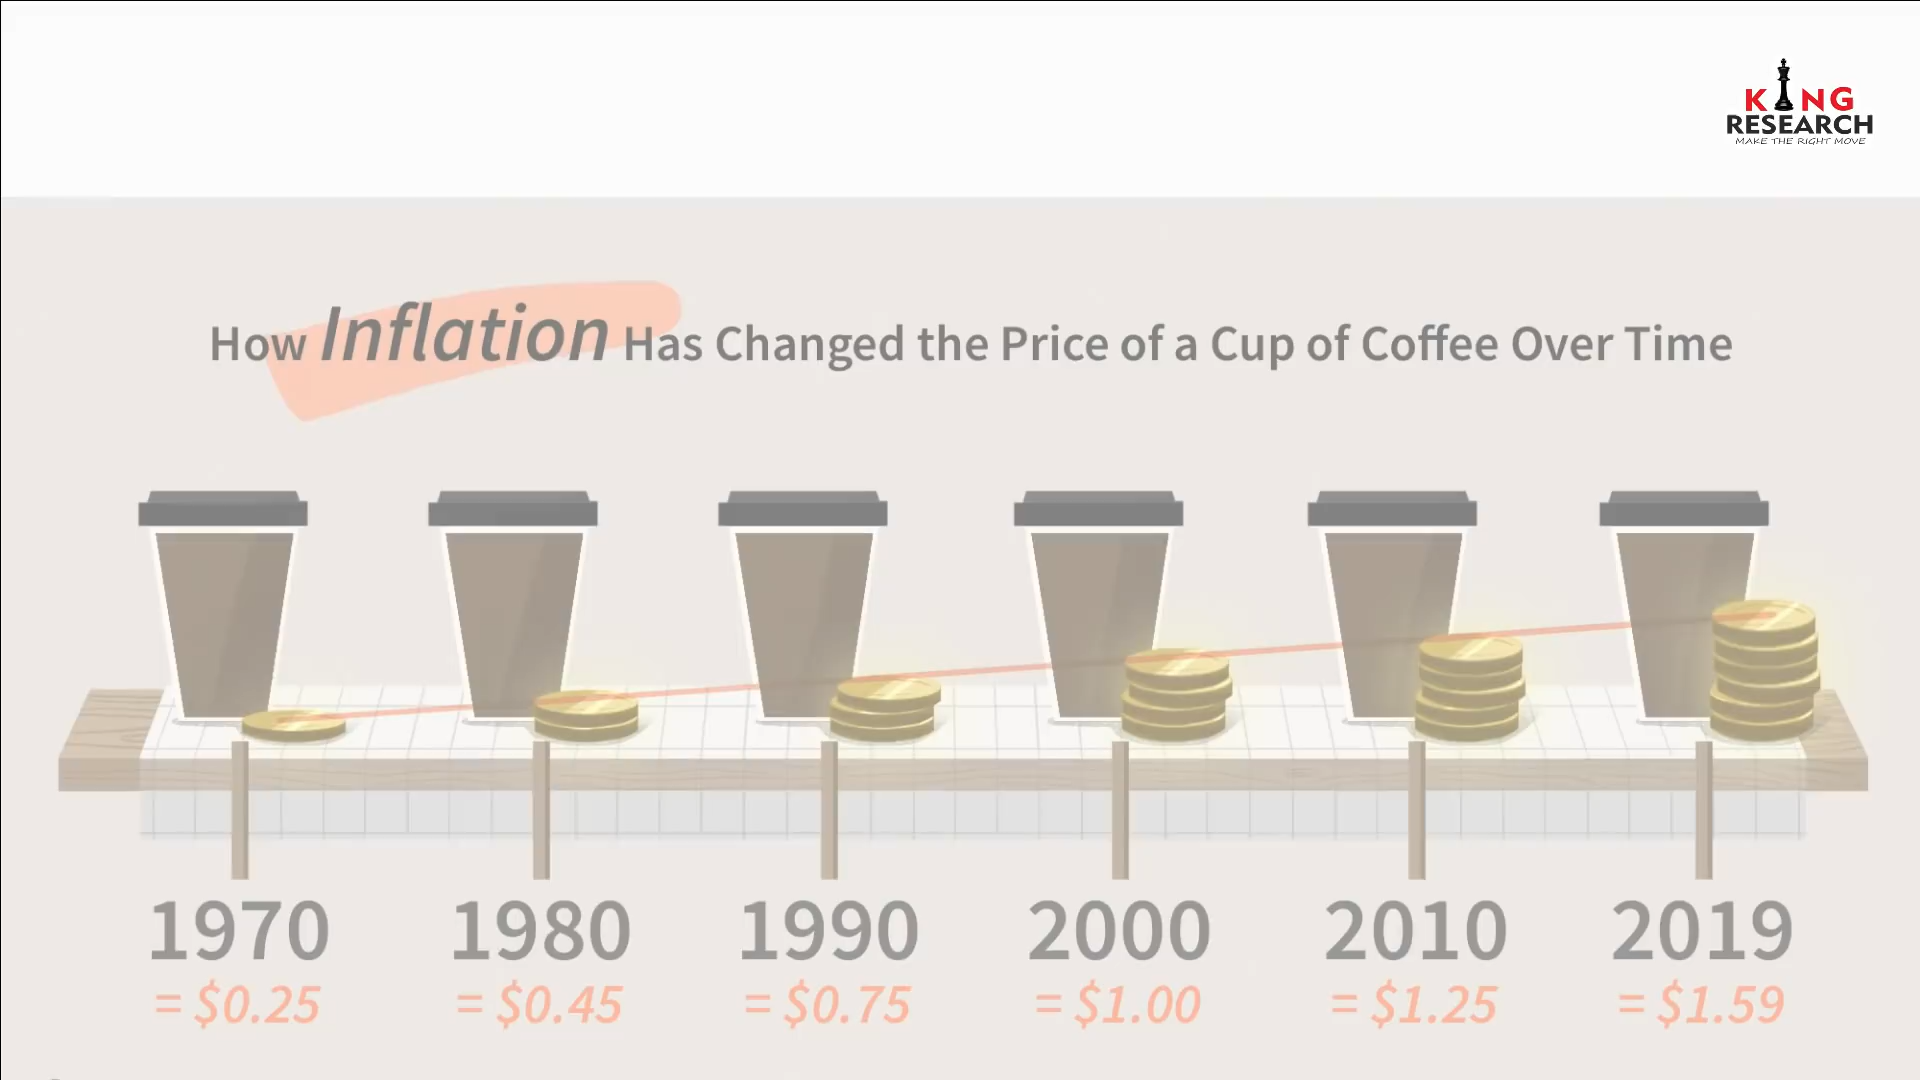 KING
RESEARCH
MAKE THE RIGHT MOVE
How Inflation Has Changed the Price of a Cup of Coffee Over Time
1970 1980 1990 2000 2010 2019
= $0.25 = $0.45 = $0.75 = $1.00 = $1.25 = $1.59